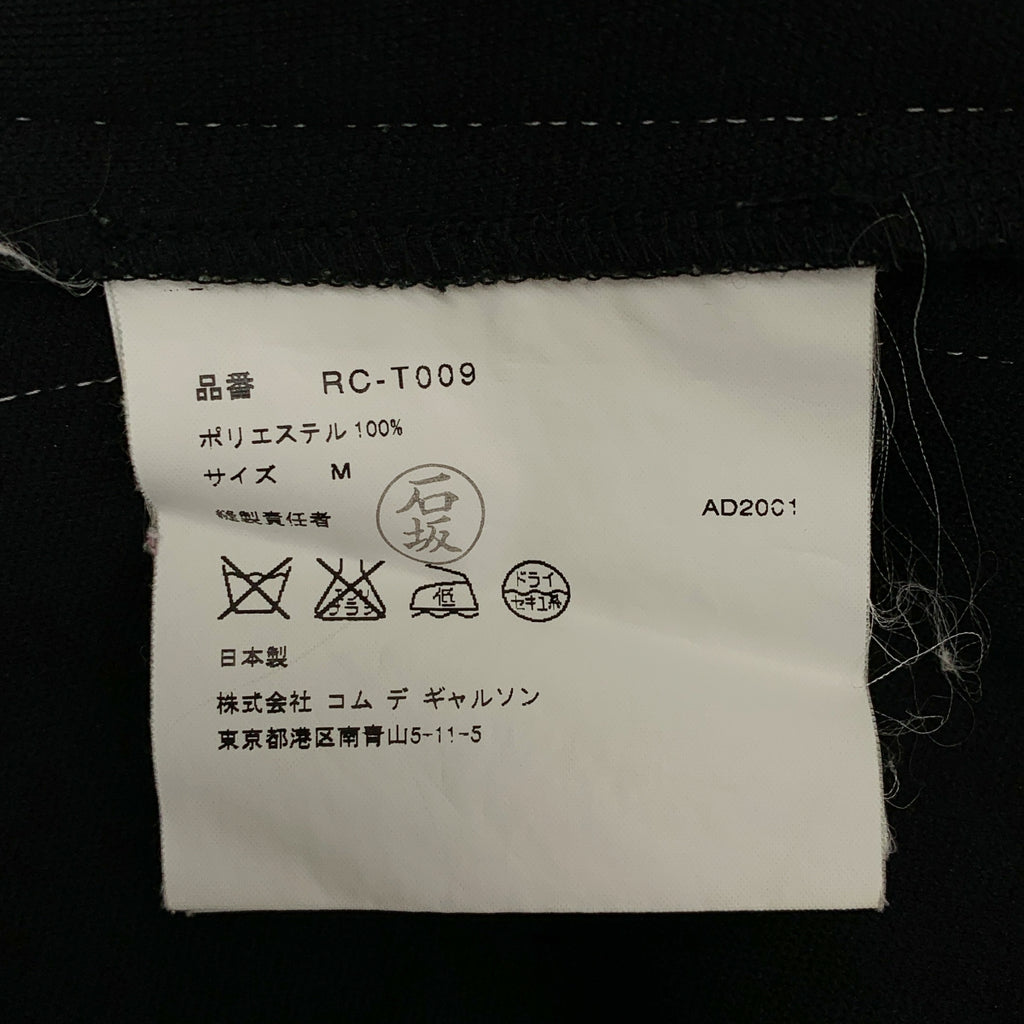 品番 RC-T009
ポリエステル 100%
サイズ M
縫製責任者 石坂
AD2001
低 ドライ セキユ系
日本製
株式会社 コム デ ギャルソン
東京都港区南青山5-11-5